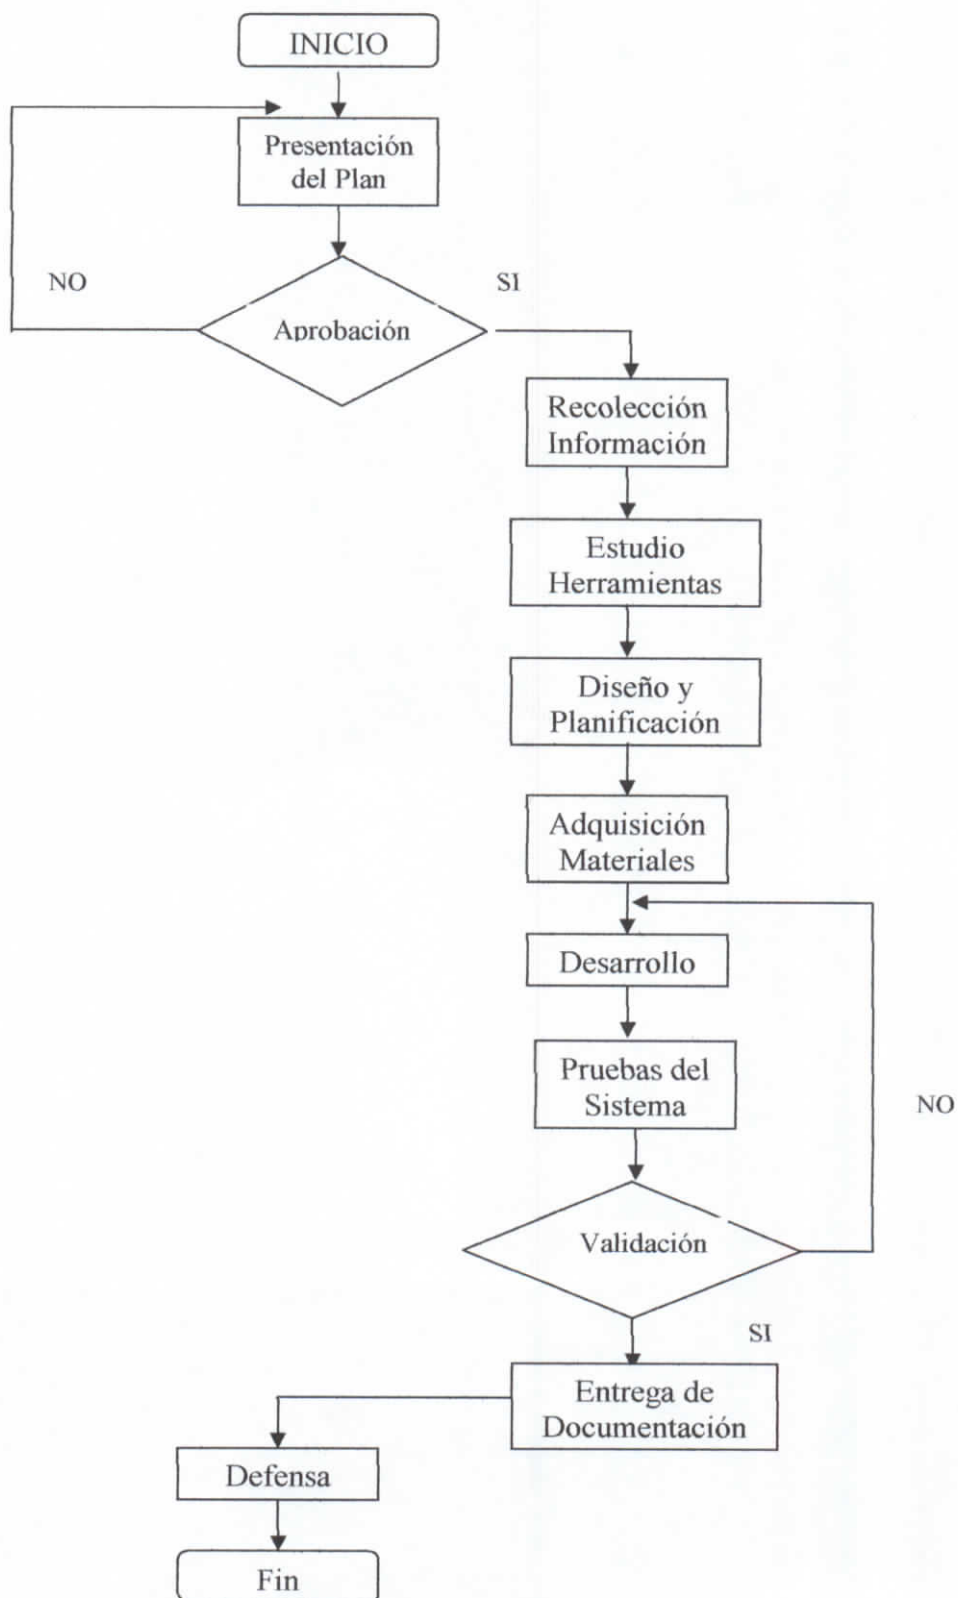 INICIO
Presentación
del Plan
NO
SI
Aprobación
Recolección
Información
Estudio
Herramientas
Diseño y
Planificación
Adquisición
Materiales
Desarrollo
Pruebas del
Sistema
NO
Validación
SI
Entrega de
Documentación
Defensa
Fin